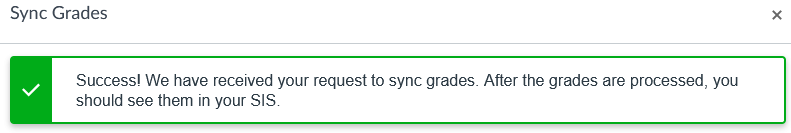 Sync Grades
Success! We have received your request to sync grades. After the grades are processed, you
should see them in your SIS.